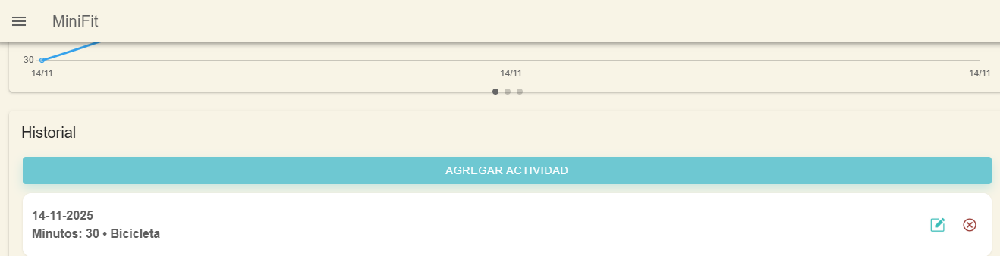 MiniFit
30
14/11 14/11 14/11
Historial
AGREGAR ACTIVIDAD
14-11-2025
Minutos: 30 • Bicicleta